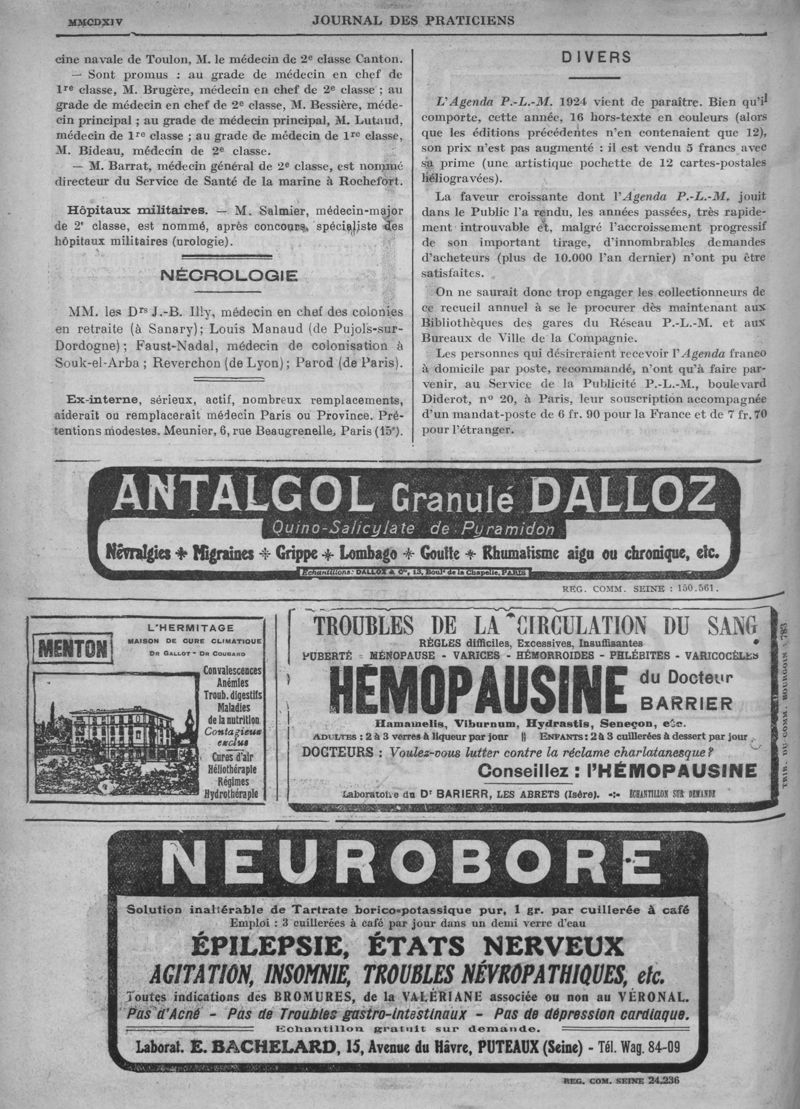 MMCDXIV
JOURNAL DES PRATICIENS
cine navale de Toulon, M. le médecin de 2e classe Canton.
— Sont promus : au grade de médecin en chef de
1re classe, M. Brugère, médecin en chef de 2e classe ; au
grade de médecin en chef de 2e classe, M. Bessière, méde-
cin principal ; au grade de médecin principal, M. Lutaud,
médecin de 1re classe ; au grade de médecin de 1re classe,
M. Bideau, médecin de 2e classe.
— M. Barrat, médecin général de 2e classe, est nommé
directeur du Service de Santé de la marine à Rochefort.
Hôpitaux militaires. — M. Salmier, médecin-major
de 2e classe, est nommé, après concours, spécialiste des
hôpitaux militaires (urologie).
NÉCROLOGIE
MM. les Drs J.-B. Illy, médecin en chef des colonies
en retraite (à Sanary) ; Louis Manaud (de Pujols-sur-
Dordogne) ; Faust-Nadal, médecin de colonisation à
Souk-el-Arba ; Reverchon (de Lyon) ; Parod (de Paris).
Ex-interne, sérieux, actif, nombreux remplacements,
aiderait ou remplacerait médecin Paris ou Province. Pré-
tentions modestes. Meunier, 6, rue Beaugrenelle, Paris (15e).
DIVERS
L'Agenda P.-L.-M. 1924 vient de paraître. Bien qu'il
comporte, cette année, 16 hors-texte en couleurs (alors
que les éditions précédentes n'en contenaient que 12),
son prix n'est pas augmenté : il est vendu 5 francs avec
sa prime (une artistique pochette de 12 cartes-postales
héliogravées).
La faveur croissante dont l'Agenda P.-L.-M. jouit
dans le Public l'a rendu, les années passées, très rapide-
ment introuvable et, malgré l'accroissement progressif
de son important tirage, d'innombrables demandes
d'acheteurs (plus de 10.000 l'an dernier) n'ont pu être
satisfaites.
On ne saurait donc trop engager les collectionneurs de
ce recueil annuel à se le procurer dès maintenant aux
Bibliothèques des gares du Réseau P.-L.-M. et aux
Bureaux de Ville de la Compagnie.
Les personnes qui désireraient recevoir l'Agenda franco
à domicile par poste, recommandé, n'ont qu'à faire par-
venir, au Service de la Publicité P.-L.-M., boulevard
Diderot, no 20, à Paris, leur souscription accompagnée
d'un mandat-poste de 6 fr. 90 pour la France et de 7 fr. 70
pour l'étranger.
ANTALGOL Granulé DALLOZ
Quino-Salicylate de Pyramidon
Névralgies ✢ Migraines ✢ Grippe ✢ Lombago ✢ Goutte ✢ Rhumatisme aigu ou chronique, etc.
Échantillons : DALLOZ & Cie, 13, Bould de la Chapelle, PARIS
REG. COMM. SEINE : 150.561.
MENTON
L'HERMITAGE
MAISON DE CURE CLIMATIQUE
DR GALLOT - DR COUBARD
Convalescences
Anémies
Troub. digestifs
Maladies
de la nutrition
Contagieux
exclus
Cures d'air
Héliothérapie
Régimes
Hydrothérapie
TROUBLES DE LA CIRCULATION DU SANG
RÈGLES difficiles, Excessives, Insuffisantes
PUBERTÉ - MÉNOPAUSE - VARICES - HÉMORROIDES - PHLÉBITES - VARICOCÈLES
HÉMOPAUSINE du Docteur
BARRIER
Hamamelis, Viburnum, Hydrastis, Seneçon, etc.
ADULTES : 2 à 3 verres à liqueur par jour || ENFANTS : 2 à 3 cuillerées à dessert par jour
DOCTEURS : Voulez-vous lutter contre la réclame charlatanesque ?
Conseillez : l'HÉMOPAUSINE
Laboratoire du Dr BARIERR, LES ABRETS (Isère). -:- ÉCHANTILLON SUR DEMANDE
TRIB. DU COMM. BOURGOIN : 783
NEUROBORE
Solution inaltérable de Tartrate borico-potassique pur, 1 gr. par cuillerée à café
Emploi : 3 cuillerées à café par jour dans un demi verre d'eau
ÉPILEPSIE, ÉTATS NERVEUX
AGITATION, INSOMNIE, TROUBLES NÉVROPATHIQUES, etc.
Toutes indications des BROMURES, de la VALÉRIANE associée ou non au VÉRONAL.
Pas d'Acné - Pas de Troubles gastro-intestinaux - Pas de dépression cardiaque.
Echantillon gratuit sur demande.
Laborat. E. BACHELARD, 15, Avenue du Hâvre, PUTEAUX (Seine) - Tél. Wag. 84-09
REG. COM. SEINE 24.236